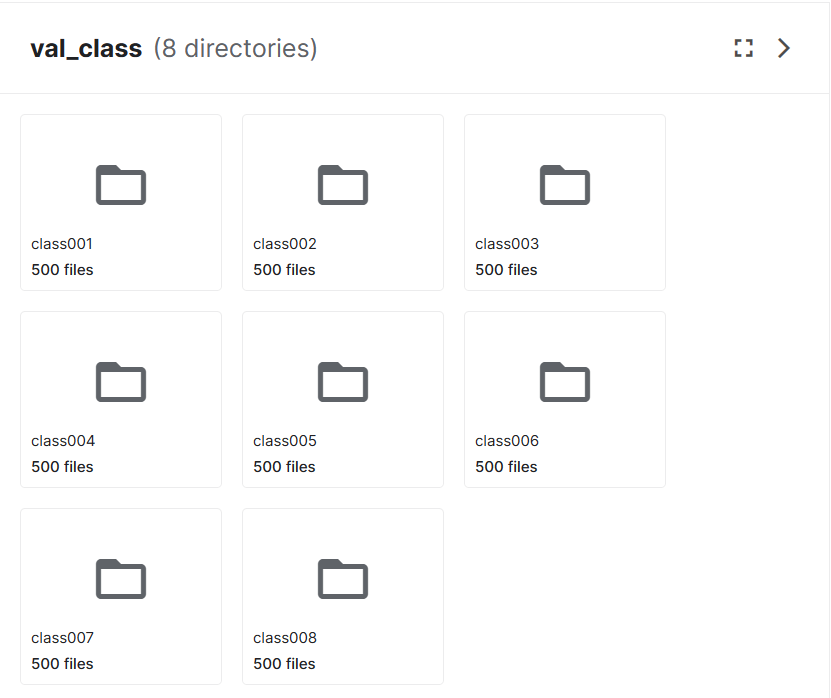 val_class (8 directories)
class001
500 files
class002
500 files
class003
500 files
class004
500 files
class005
500 files
class006
500 files
class007
500 files
class008
500 files